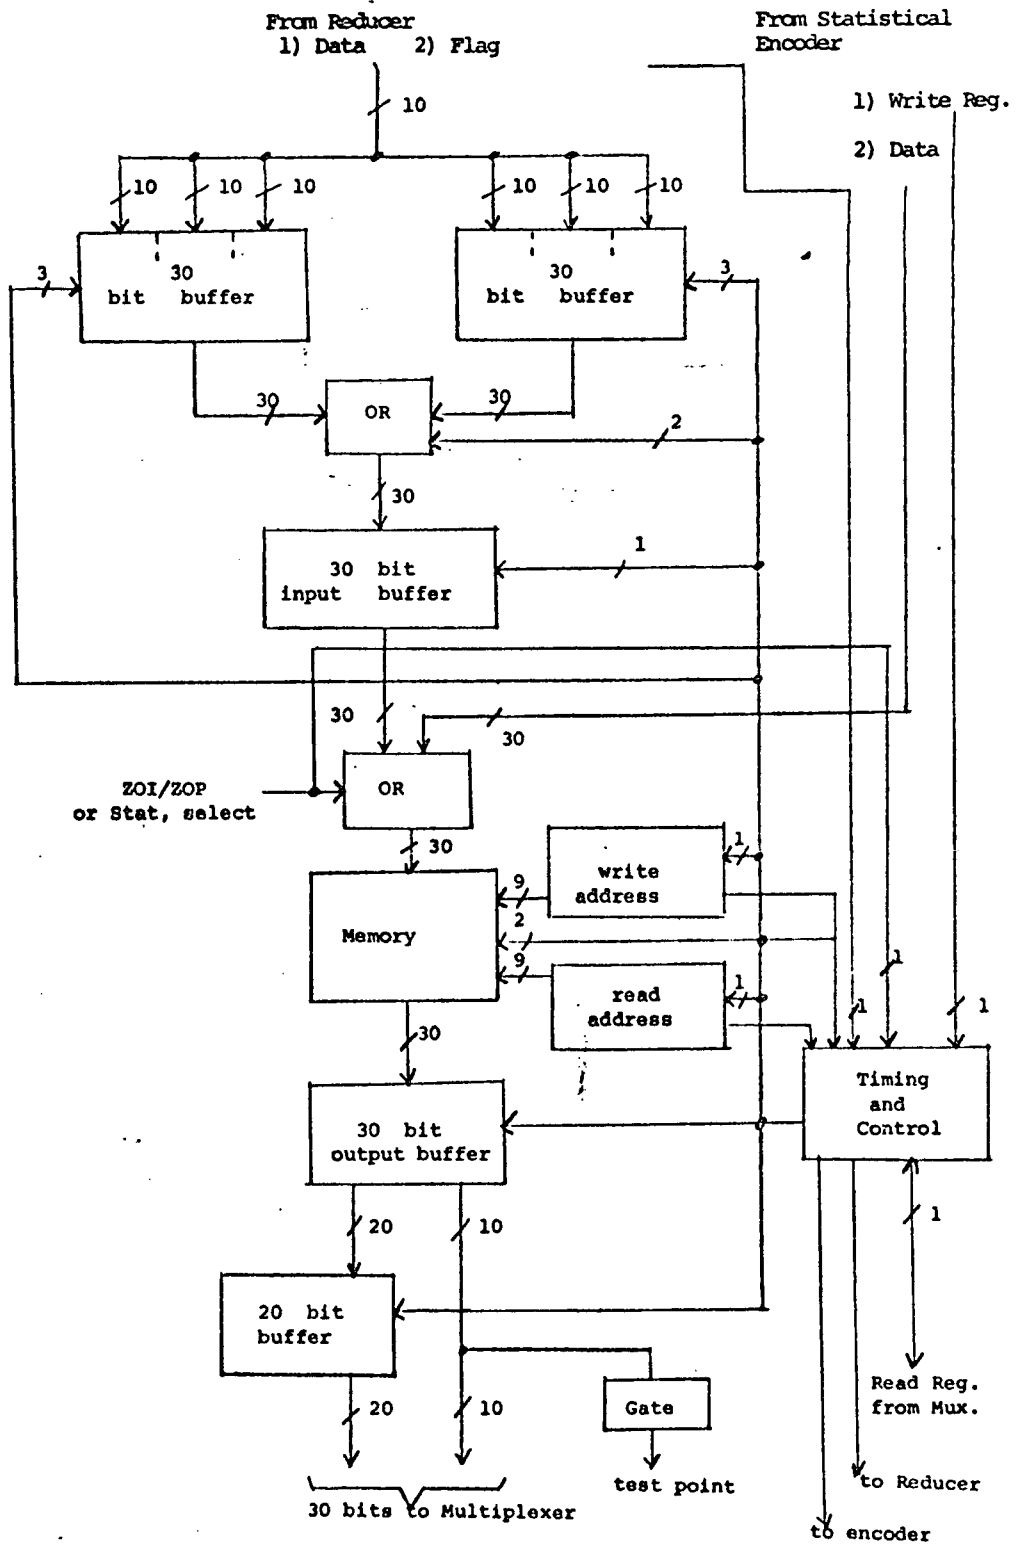 From Reducer
1) Data 2) Flag
From Statistical
Encoder
1) Write Reg.
2) Data
10
10
10
10
10
10
10
3
30
bit buffer
30
bit buffer
3
30
OR
30
2
30
30 bit
input buffer
1
30
30
ZOI/ZOP
or Stat, select
OR
30
write
address
1
9
2
Memory
9
read
address
1
1
1
1
30
Timing
and
Control
30 bit
output buffer
20
10
1
20 bit
buffer
20
10
Gate
Read Reg.
from Mux.
test point
to Reducer
30 bits to Multiplexer
to encoder